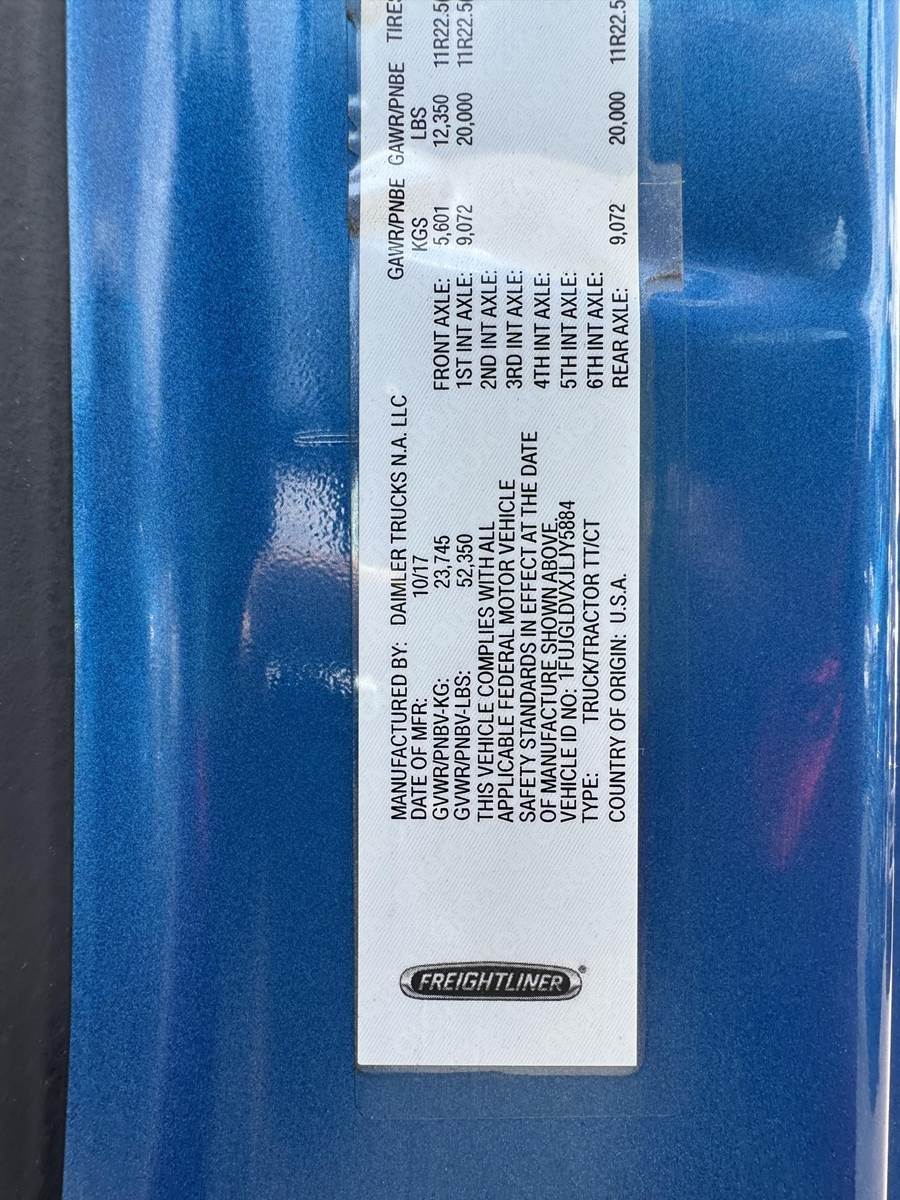 FREIGHTLINER®
MANUFACTURED BY: DAIMLER TRUCKS N.A. LLC
DATE OF MFR: 10/17
GVWR/PNBV-KG: 23,745
GVWR/PNBV-LBS: 52,350
THIS VEHICLE COMPLIES WITH ALL
APPLICABLE FEDERAL MOTOR VEHICLE
SAFETY STANDARDS IN EFFECT AT THE DATE
OF MANUFACTURE SHOWN ABOVE.
VEHICLE ID NO: 1FUJGLDVXJLJY5884
TYPE: TRUCK/TRACTOR TT/CT
COUNTRY OF ORIGIN: U.S.A.
GAWR/PNBE GAWR/PNBE TIRES
KGS LBS
FRONT AXLE: 5,601 12,350 11R22.5
1ST INT AXLE: 9,072 20,000 11R22.5
2ND INT AXLE:
3RD INT AXLE:
4TH INT AXLE:
5TH INT AXLE:
6TH INT AXLE:
REAR AXLE: 9,072 20,000 11R22.5